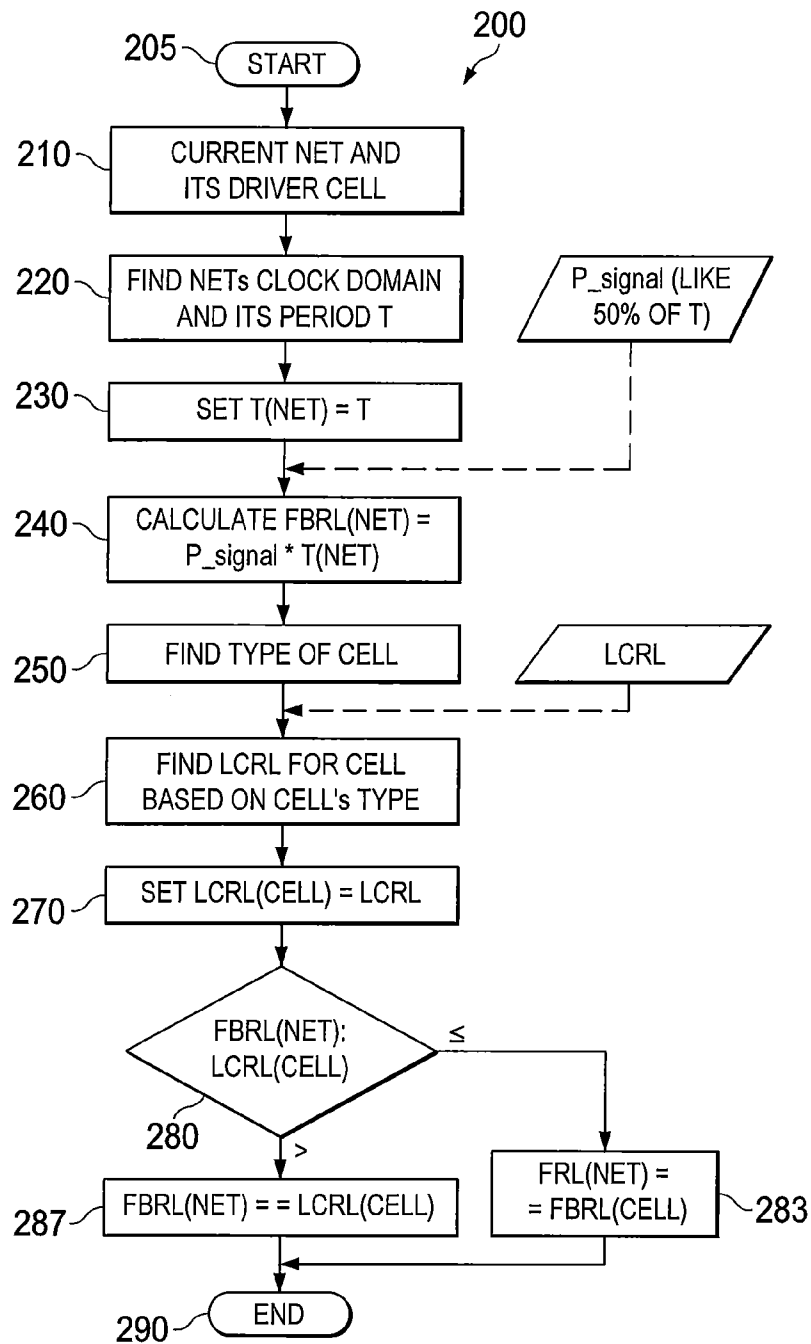 205
START
200
210
CURRENT NET AND
ITS DRIVER CELL
220
FIND NETs CLOCK DOMAIN
AND ITS PERIOD T
P_signal (LIKE
50% OF T)
230
SET T(NET) = T
240
CALCULATE FBRL(NET) =
P_signal * T(NET)
250
FIND TYPE OF CELL
LCRL
260
FIND LCRL FOR CELL
BASED ON CELL's TYPE
270
SET LCRL(CELL) = LCRL
FBRL(NET):
LCRL(CELL)
≤
280
>
287
FBRL(NET) = = LCRL(CELL)
FRL(NET) =
= FBRL(CELL)
283
290
END